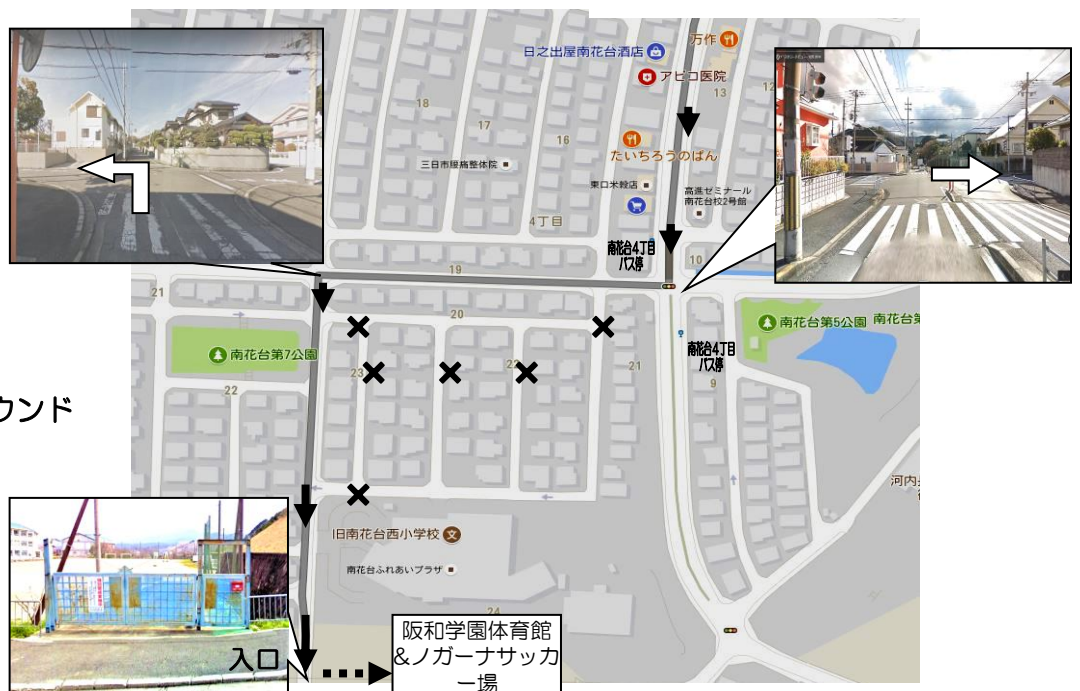 日之出屋南花台酒店
万作
アビコ医院
12
13
18
17
16
たいちろうのぱん
三日市腰痛整体院
東口米穀店
高進ゼミナール
南花台校2号館
4丁目
南花台4丁目
バス停
19
10
21
20
南花台第7公園
南花台第5公園
南花台第
南花台4丁目
バス停
23
22
21
9
22
ウンド
河内長
旧南花台西小学校
南花台ふれあいプラザ
24
入口
阪和学園体育館
&ノガーナサッカ
ー場